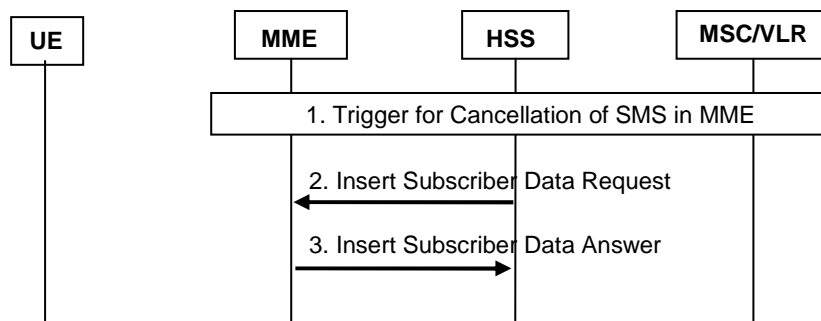 UE
MME
HSS
MSC/VLR
1. Trigger for Cancellation of SMS in MME
2. Insert Subscriber Data Request
3. Insert Subscriber Data Answer